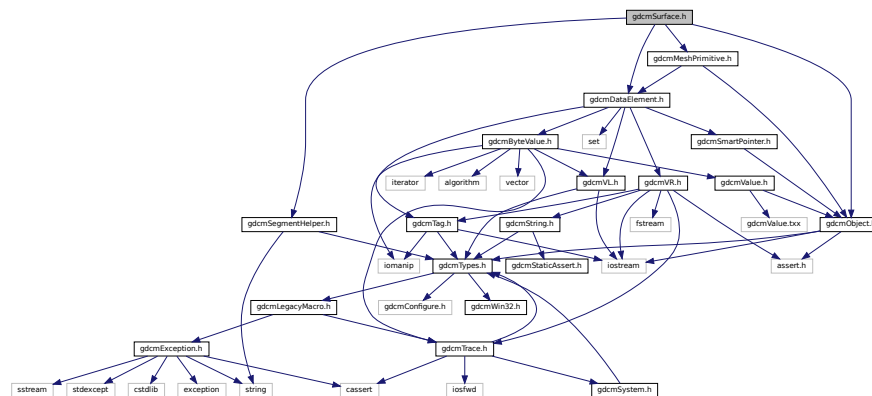 gdcmSurface.h
gdcmMeshPrimitive.h
gdcmDataElement.h
gdcmByteValue.h
set
gdcmSmartPointer.h
iterator
algorithm
vector
gdcmVL.h
gdcmVR.h
gdcmValue.h
gdcmSegmentHelper.h
gdcmTag.h
gdcmString.h
fstream
gdcmValue.txx
gdcmObject.h
iomanip
gdcmTypes.h
gdcmStaticAssert.h
iostream
assert.h
gdcmLegacyMacro.h
gdcmConfigure.h
gdcmWin32.h
gdcmException.h
gdcmTrace.h
sstream
stdexcept
cstdlib
exception
string
cassert
iosfwd
gdcmSystem.h